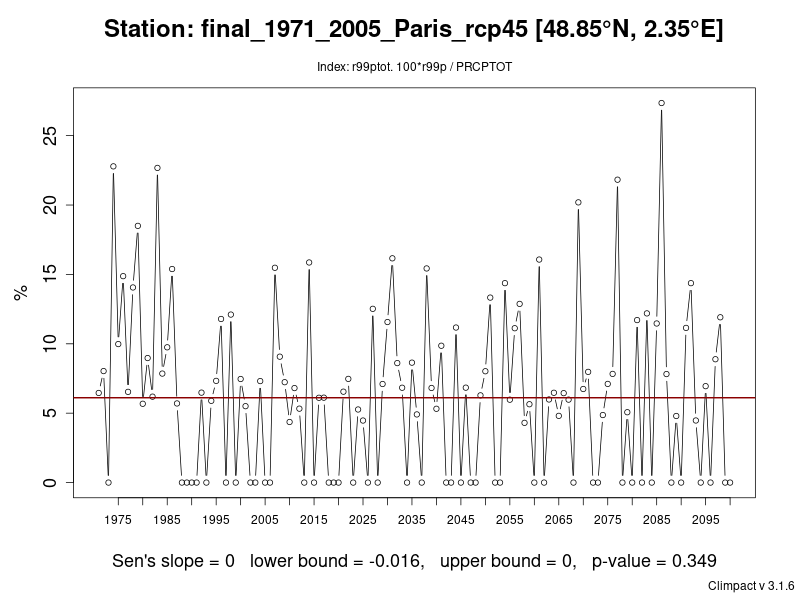 Station: final_1971_2005_Paris_rcp45 [48.85°N, 2.35°E]
Index: r99ptot. 100*r99p / PRCPTOT
%
25
20
15
10
5
0
1975 1985 1995 2005 2015 2025 2035 2045 2055 2065 2075 2085 2095
Sen's slope = 0 lower bound = -0.016, upper bound = 0, p-value = 0.349
Climpact v 3.1.6